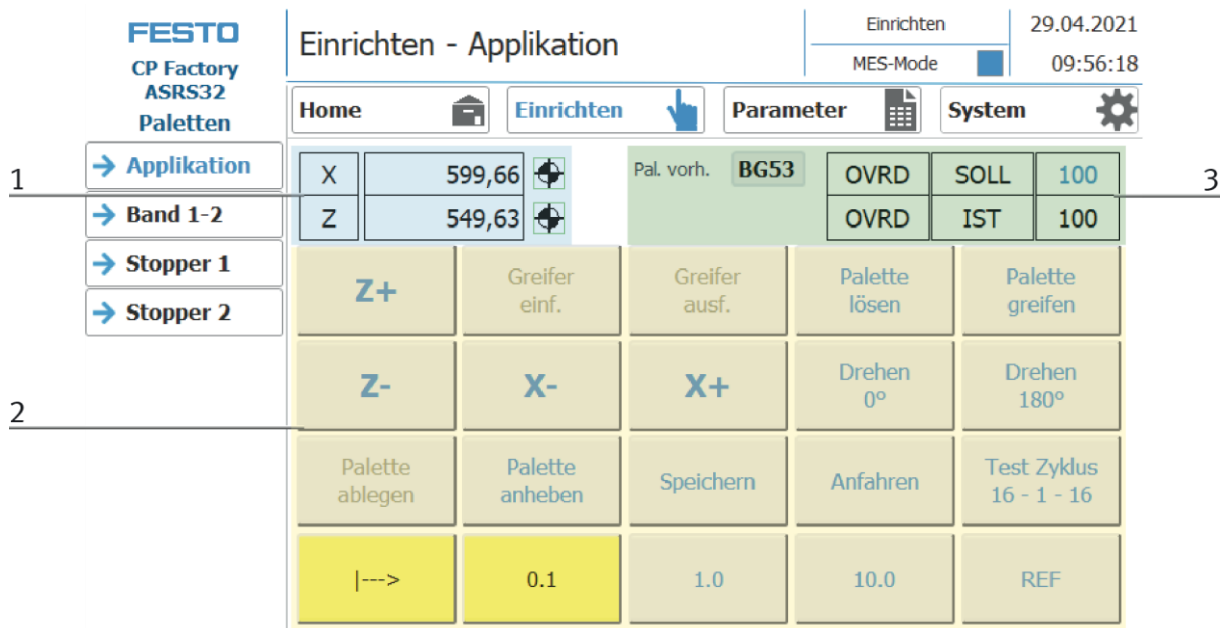 FESTO
CP Factory
ASRS32
Paletten
Einrichten - Applikation
Einrichten
MES-Mode
29.04.2021
09:56:18
Home
Einrichten
Parameter
System
Applikation
Band 1-2
Stopper 1
Stopper 2
1
2
3
X 599,66
Z 549,63
Pal. vorh. BG53
OVRD SOLL 100
OVRD IST 100
Z+
Greifer
einf.
Greifer
ausf.
Palette
lösen
Palette
greifen
Z-
X-
X+
Drehen
0°
Drehen
180°
Palette
ablegen
Palette
anheben
Speichern
Anfahren
Test Zyklus
16 - 1 - 16
|--->
0.1
1.0
10.0
REF